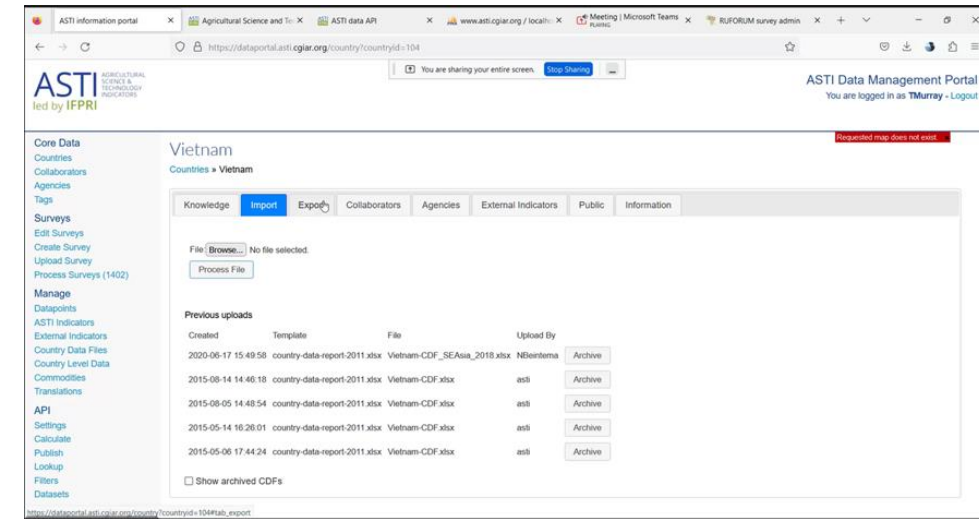 ASTI information portal
Agricultural Science and Te
ASTI data API
www.asti.cgiar.org / localho
Meeting | Microsoft Teams
PLAYING
RUFORUM survey admin
https://dataportal.asti.cgiar.org/country?countryid=104
You are sharing your entire screen. Stop Sharing
ASTI
AGRICULTURAL
SCIENCE &
TECHNOLOGY
INDICATORS
led by IFPRI
ASTI Data Management Portal
You are logged in as TMurray - Logout
Requested map does not exist.
Core Data
Countries
Collaborators
Agencies
Tags
Surveys
Edit Surveys
Create Survey
Upload Survey
Process Surveys (1402)
Manage
Datapoints
ASTI Indicators
External Indicators
Country Data Files
Country Level Data
Commodities
Translations
API
Settings
Calculate
Publish
Lookup
Filters
Datasets
Vietnam
Countries » Vietnam
Knowledge Import Export Collaborators Agencies External Indicators Public Information
File: Browse... No file selected.
Process File
Previous uploads
Created Template File Upload By
2020-06-17 15:49:58 country-data-report-2011.xlsx Vietnam-CDF_SEAsia_2018.xlsx NBeintema Archive
2015-08-14 14:46:18 country-data-report-2011.xlsx Vietnam-CDF.xlsx asti Archive
2015-08-05 14:48:54 country-data-report-2011.xlsx Vietnam-CDF.xlsx asti Archive
2015-05-14 16:26:01 country-data-report-2011.xlsx Vietnam-CDF.xlsx asti Archive
2015-05-06 17:44:24 country-data-report-2011.xlsx Vietnam-CDF.xlsx asti Archive
Show archived CDFs
https://dataportal.asti.cgiar.org/country?countryid=104#tab_export